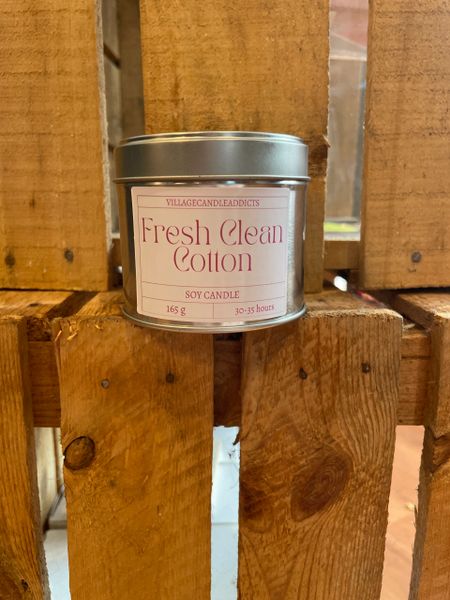 VILLAGECANDLEADDICTS
Fresh Clean
Cotton
SOY CANDLE
165 g
30-35 hours